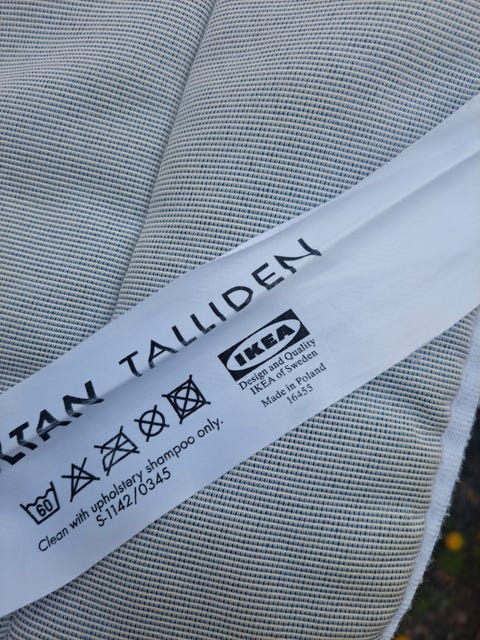 TALLIDEN
IKEA
Design and Quality
IKEA of Sweden
Made in Poland
16455
60
Clean with upholstery shampoo only.
S-1142/0345